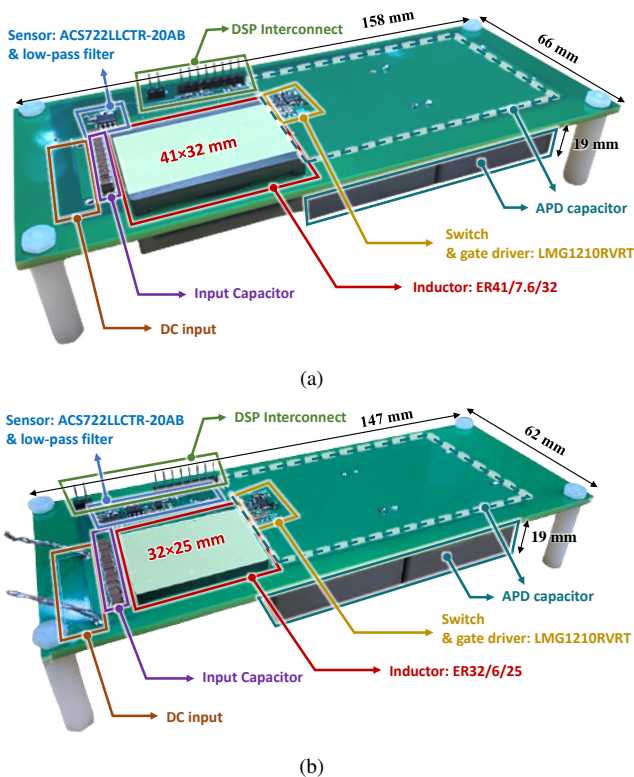 Sensor: ACS722LLCTR-20AB
& low-pass filter
DSP Interconnect
158 mm
66 mm
41×32 mm
19 mm
APD capacitor
Switch
& gate driver: LMG1210RVRT
Inductor: ER41/7.6/32
Input Capacitor
DC input
(a)
Sensor: ACS722LLCTR-20AB
& low-pass filter
DSP Interconnect
147 mm
62 mm
32×25 mm
19 mm
APD capacitor
Switch
& gate driver: LMG1210RVRT
Inductor: ER32/6/25
Input Capacitor
DC input
(b)